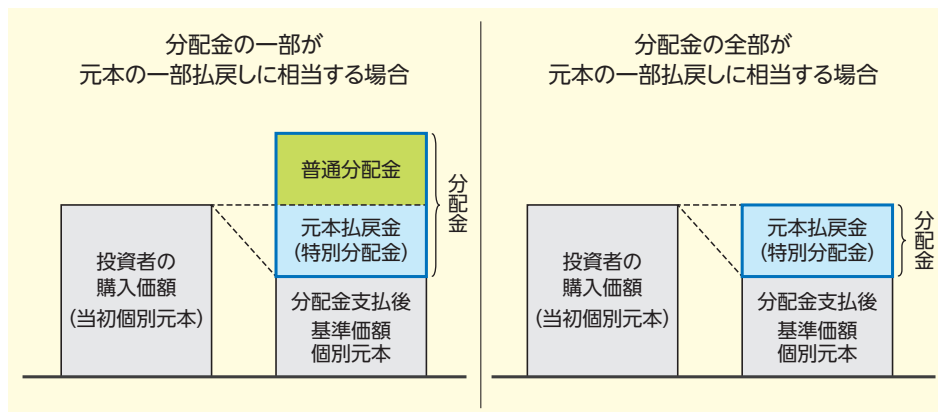 分配金の一部が
元本の一部払戻しに相当する場合
普通分配金
元本払戻金
(特別分配金)
分配金
投資者の
購入価額
(当初個別元本)
分配金支払後
基準価額
個別元本
分配金の全部が
元本の一部払戻しに相当する場合
元本払戻金
(特別分配金)
分配金
投資者の
購入価額
(当初個別元本)
分配金支払後
基準価額
個別元本